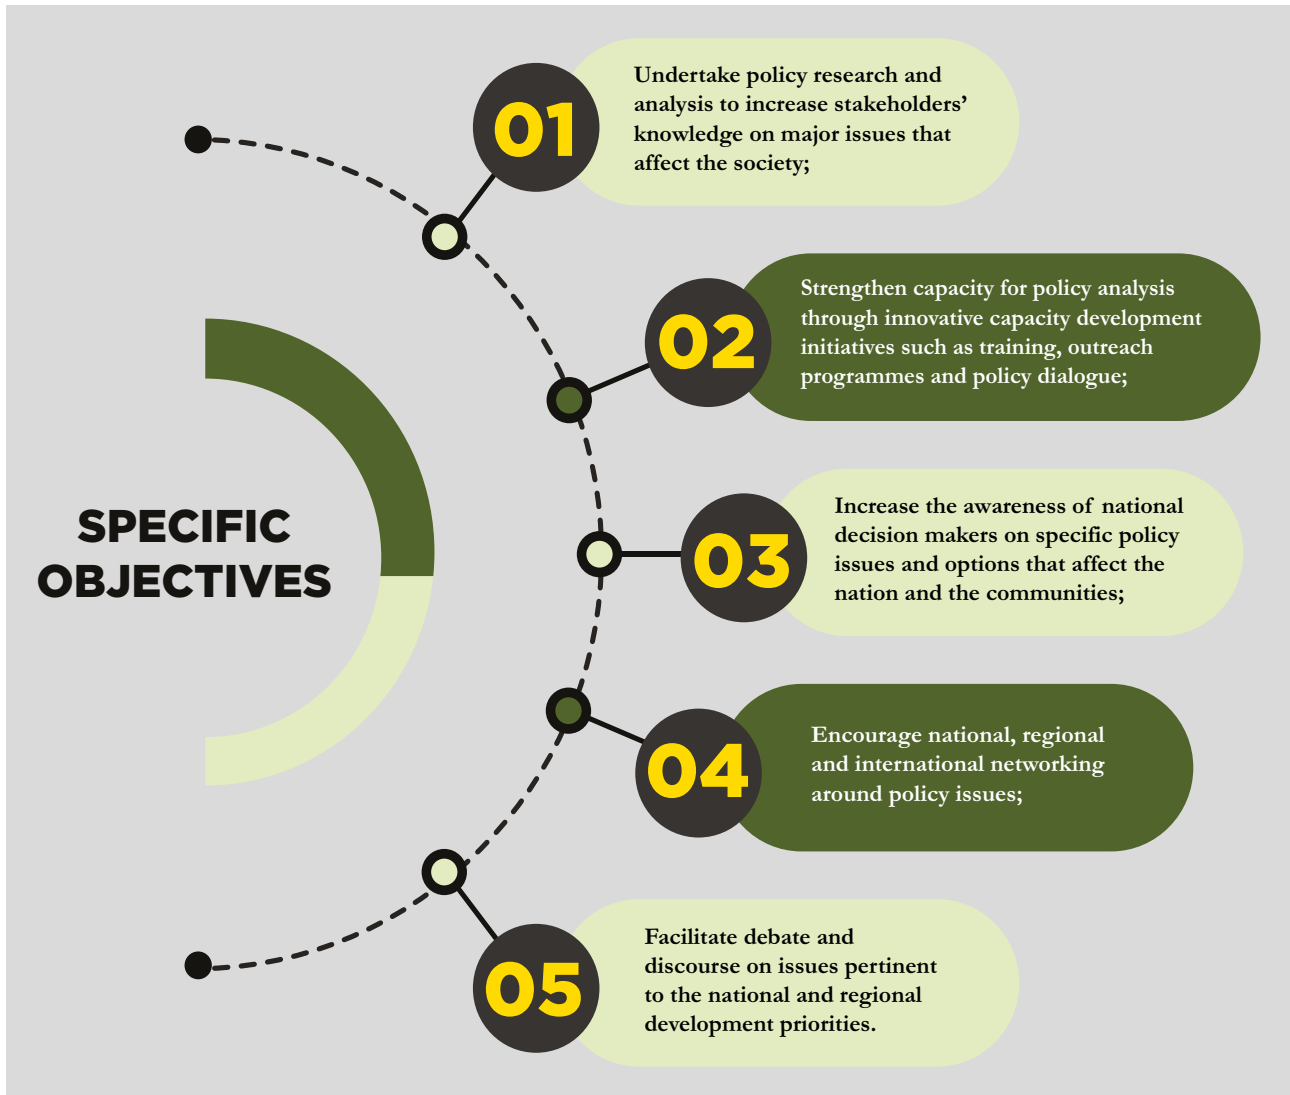 SPECIFIC
OBJECTIVES
01
Undertake policy research and
analysis to increase stakeholders’
knowledge on major issues that
affect the society;
02
Strengthen capacity for policy analysis
through innovative capacity development
initiatives such as training, outreach
programmes and policy dialogue;
03
Increase the awareness of national
decision makers on specific policy
issues and options that affect the
nation and the communities;
04
Encourage national, regional
and international networking
around policy issues;
05
Facilitate debate and
discourse on issues pertinent
to the national and regional
development priorities.